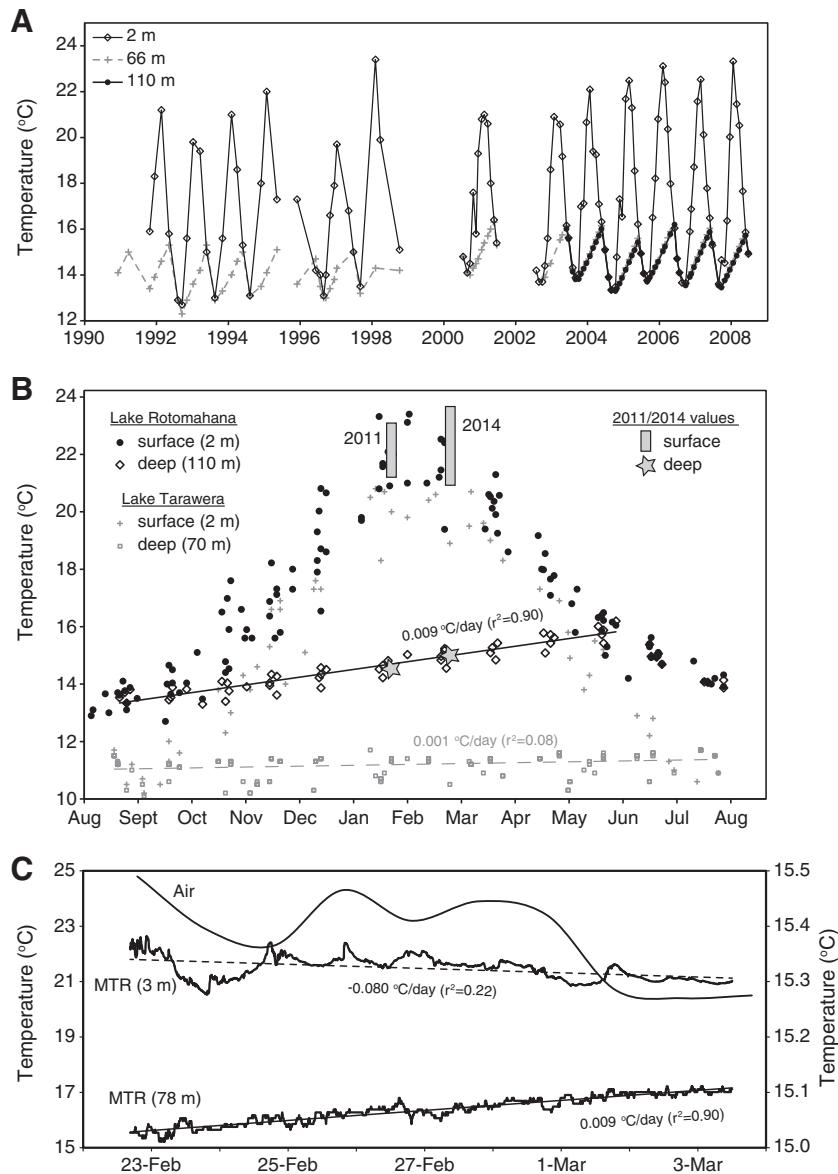 A
2 m
66 m
110 m
Temperature (°C)
24
22
20
18
16
14
12
1990 1992 1994 1996 1998 2000 2002 2004 2006 2008
B
Temperature (°C)
24
22
20
18
16
14
12
10
Lake Rotomahana
surface (2 m)
deep (110 m)
Lake Tarawera
surface (2 m)
deep (70 m)
2011
2014
2011/2014 values
surface
deep
0.009 °C/day (r²=0.90)
0.001 °C/day (r²=0.08)
Aug Sept Oct Nov Dec Jan Feb Mar Apr May Jun Jul Aug
C
Temperature (°C)
25
23
21
19
17
15
Air
MTR (3 m)
-0.080 °C/day (r²=0.22)
MTR (78 m)
0.009 °C/day (r²=0.90)
15.5
15.4
15.3
15.2
15.1
15.0
Temperature (°C)
23-Feb 25-Feb 27-Feb 1-Mar 3-Mar